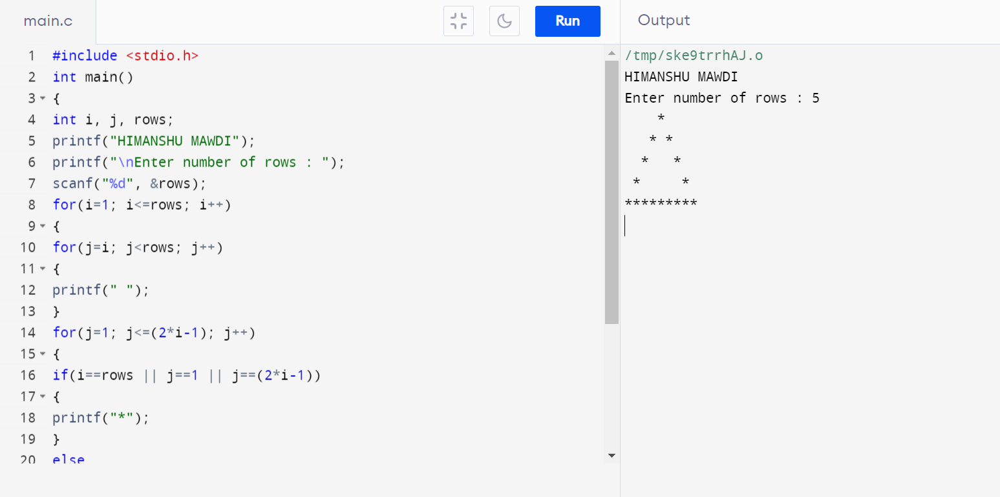 main.c
Run
1 #include <stdio.h>
2 int main()
3 {
4 int i, j, rows;
5 printf("HIMANSHU MAWDI");
6 printf("\nEnter number of rows : ");
7 scanf("%d", &rows);
8 for(i=1; i<=rows; i++)
9 {
10 for(j=i; j<rows; j++)
11 {
12 printf(" ");
13 }
14 for(j=1; j<=(2*i-1); j++)
15 {
16 if(i==rows || j==1 || j==(2*i-1))
17 {
18 printf("*");
19 }
20 else
Output
/tmp/ske9trrhAJ.o
HIMANSHU MAWDI
Enter number of rows : 5
    *
   * *
  *   *
 *     *
*********